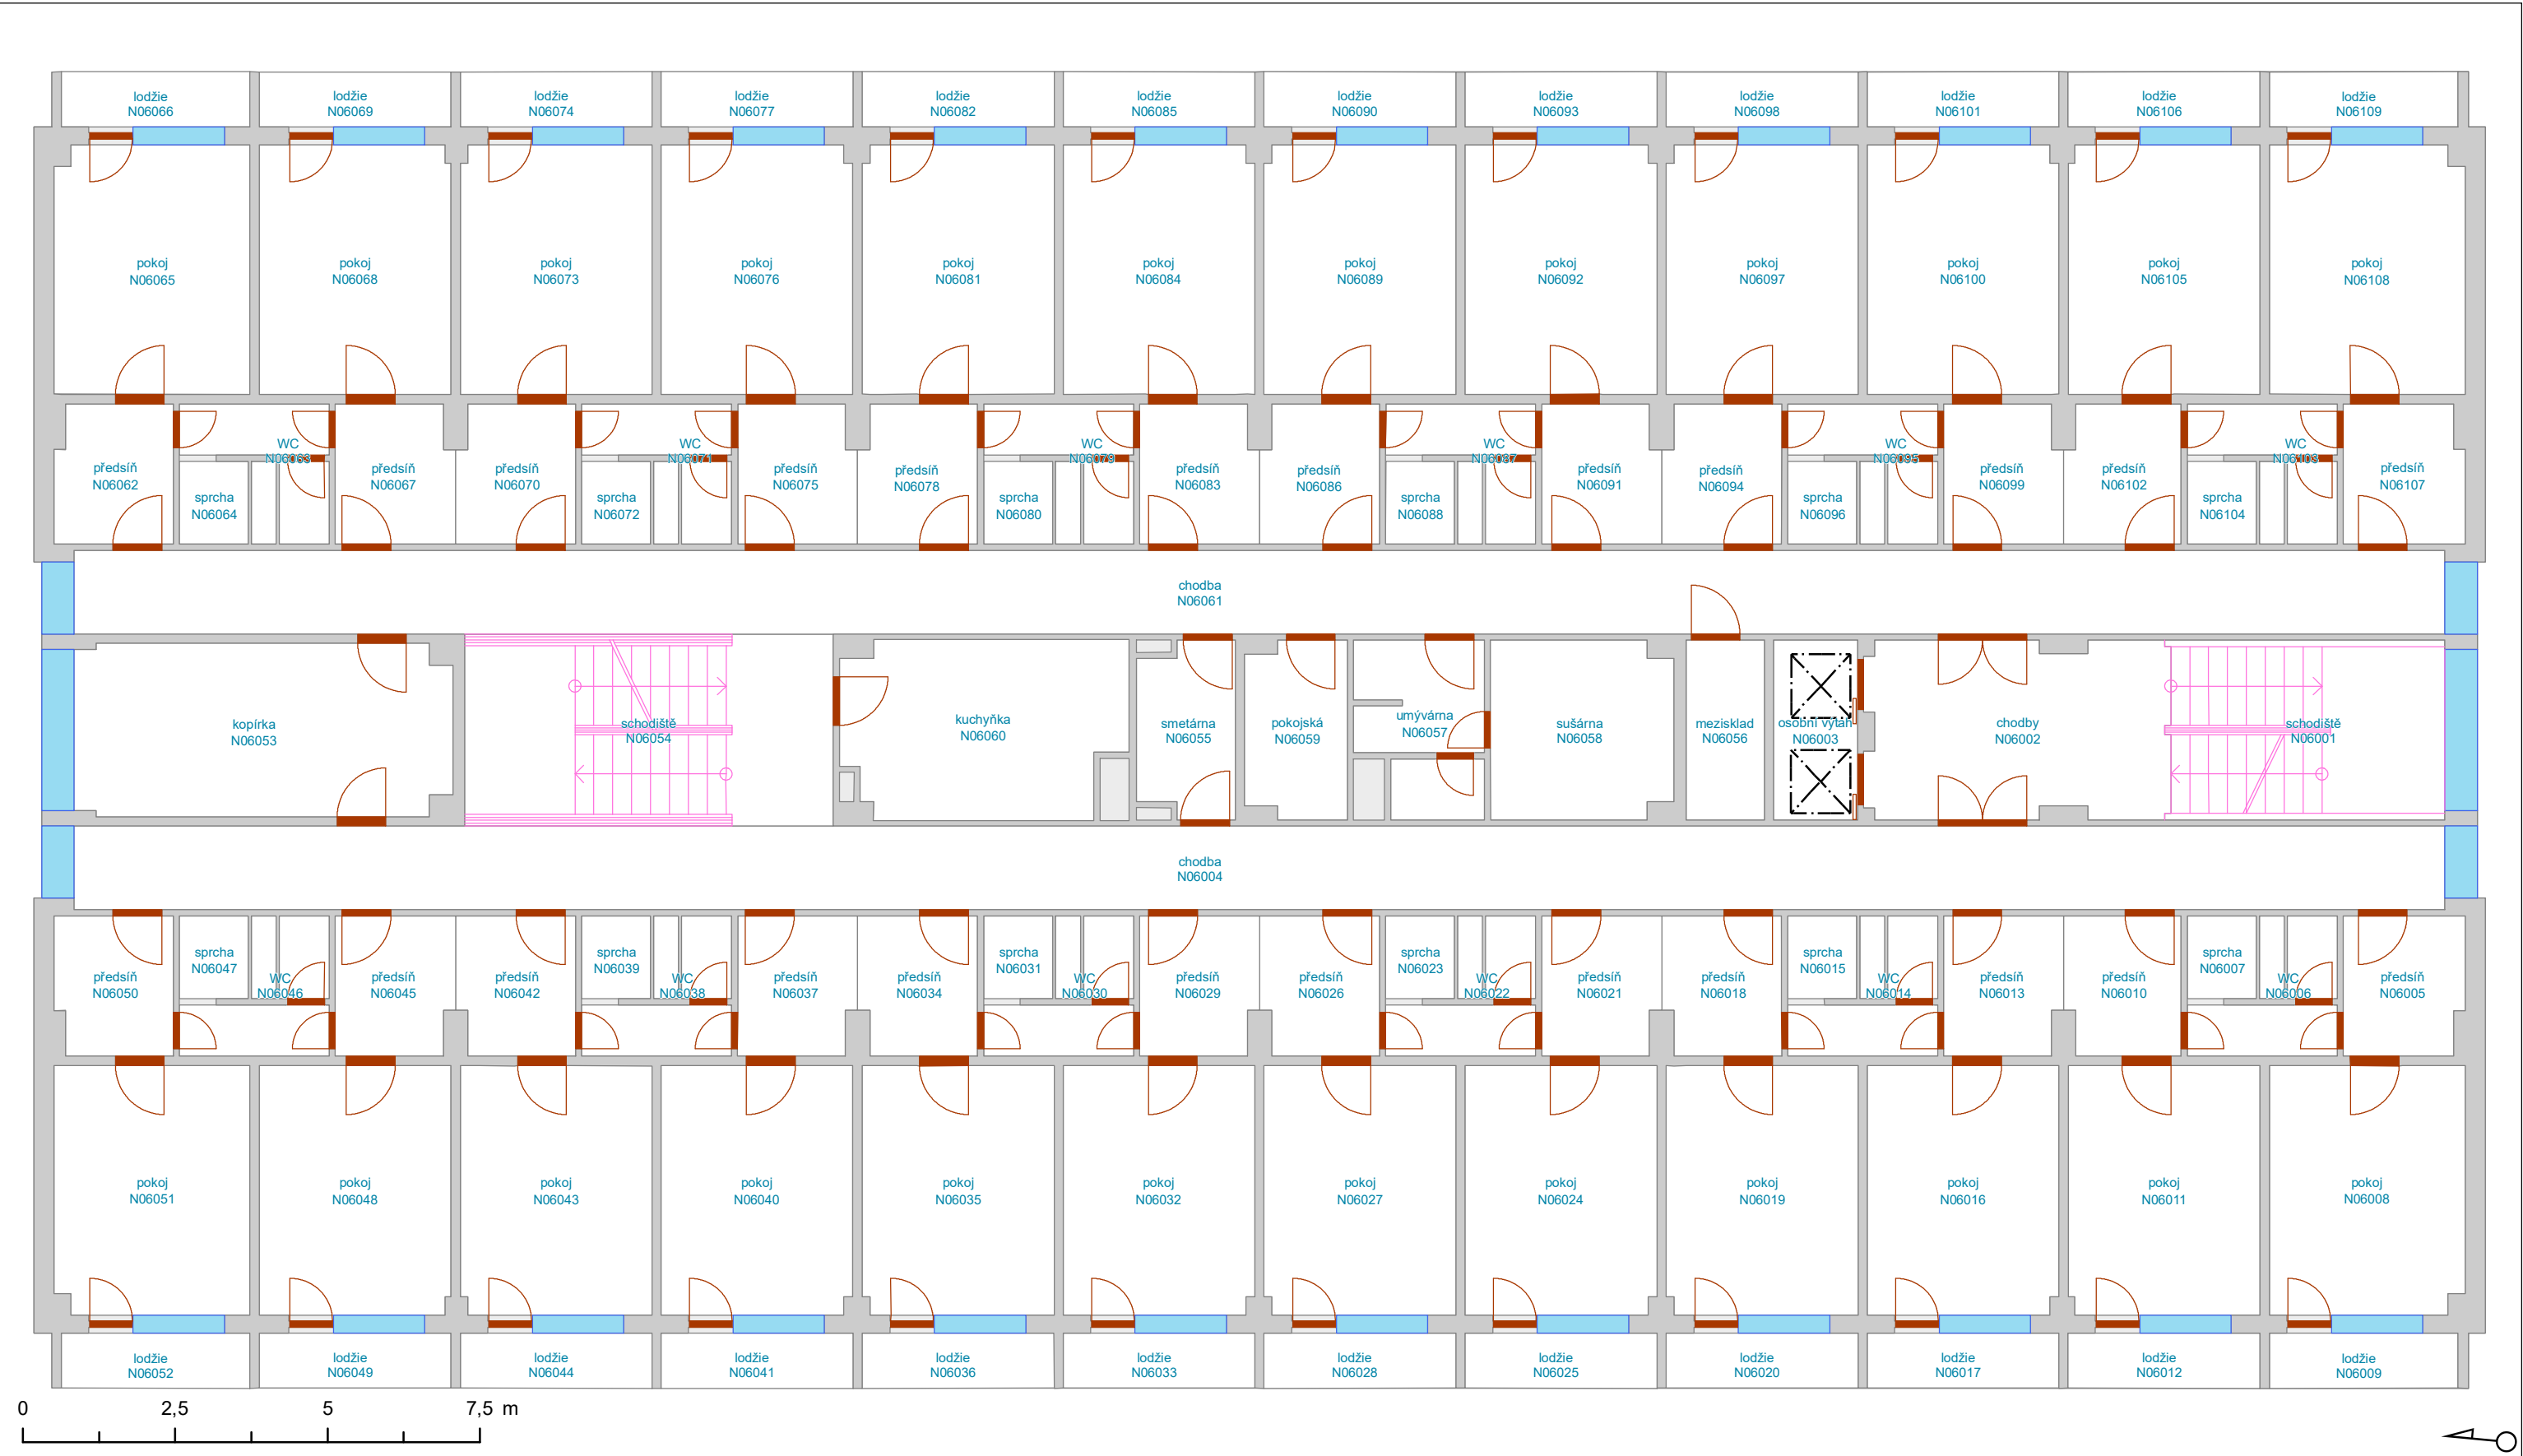 lodžie
N06066
lodžie
N06069
lodžie
N06074
lodžie
N06077
lodžie
N06082
lodžie
N06085
lodžie
N06090
lodžie
N06093
lodžie
N06098
lodžie
N06101
lodžie
N06106
lodžie
N06109
pokoj
N06065
pokoj
N06068
pokoj
N06073
pokoj
N06076
pokoj
N06081
pokoj
N06084
pokoj
N06089
pokoj
N06092
pokoj
N06097
pokoj
N06100
pokoj
N06105
pokoj
N06108
předsíň
N06062
sprcha
N06064
WC
N06063
předsíň
N06067
předsíň
N06070
sprcha
N06072
WC
N06071
předsíň
N06075
předsíň
N06078
sprcha
N06080
WC
N06079
předsíň
N06083
předsíň
N06086
sprcha
N06088
WC
N06087
předsíň
N06091
předsíň
N06094
sprcha
N06096
WC
N06095
předsíň
N06099
předsíň
N06102
sprcha
N06104
WC
N06103
předsíň
N06107
chodba
N06061
kopírka
N06053
schodiště
N06054
kuchyňka
N06060
smetárna
N06055
pokojská
N06059
umývárna
N06057
sušárna
N06058
mezisklad
N06056
osobní výtah
N06003
chodby
N06002
schodiště
N06001
chodba
N06004
předsíň
N06050
sprcha
N06047
WC
N06046
předsíň
N06045
předsíň
N06042
sprcha
N06039
WC
N06038
předsíň
N06037
předsíň
N06034
sprcha
N06031
WC
N06030
předsíň
N06029
předsíň
N06026
sprcha
N06023
WC
N06022
předsíň
N06021
předsíň
N06018
sprcha
N06015
WC
N06014
předsíň
N06013
předsíň
N06010
sprcha
N06007
WC
N06006
předsíň
N06005
pokoj
N06051
pokoj
N06048
pokoj
N06043
pokoj
N06040
pokoj
N06035
pokoj
N06032
pokoj
N06027
pokoj
N06024
pokoj
N06019
pokoj
N06016
pokoj
N06011
pokoj
N06008
lodžie
N06052
lodžie
N06049
lodžie
N06044
lodžie
N06041
lodžie
N06036
lodžie
N06033
lodžie
N06028
lodžie
N06025
lodžie
N06020
lodžie
N06017
lodžie
N06012
lodžie
N06009
0 2,5 5 7,5 m